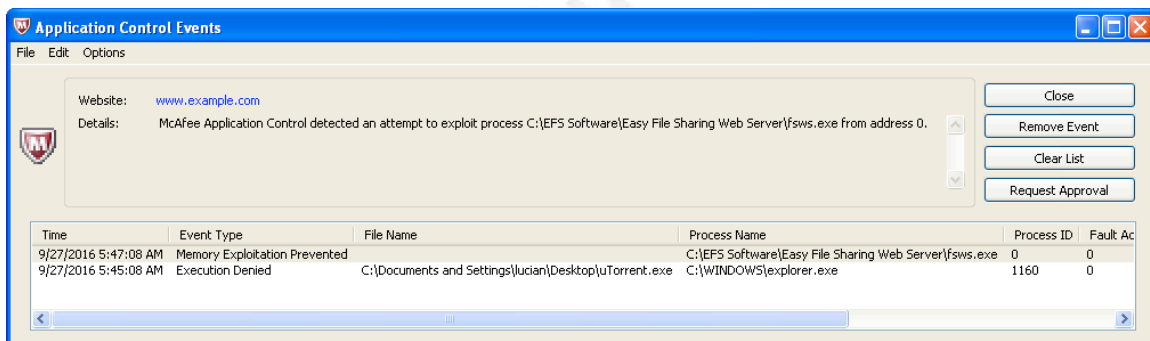 Application Control Events
File Edit Options
Website: www.example.com
Close
Details: McAfee Application Control detected an attempt to exploit process C:\EFS Software\Easy File Sharing Web Server\fsws.exe from address 0.
Remove Event
Clear List
Request Approval
Time Event Type File Name Process Name Process ID Fault Ac
9/27/2016 5:47:08 AM Memory Exploitation Prevented C:\EFS Software\Easy File Sharing Web Server\fsws.exe 0 0
9/27/2016 5:45:08 AM Execution Denied C:\Documents and Settings\lucian\Desktop\uTorrent.exe C:\WINDOWS\explorer.exe 1160 0